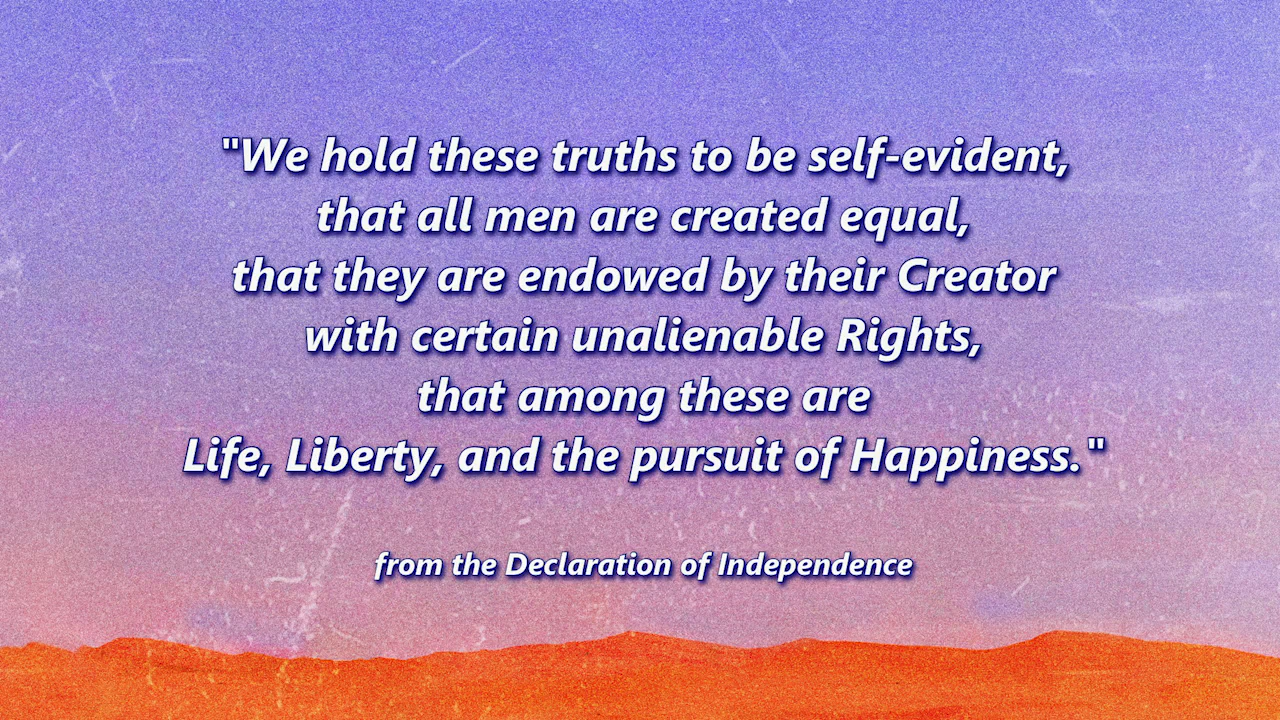 "We hold these truths to be self-evident,
that all men are created equal,
that they are endowed by their Creator
with certain unalienable Rights,
that among these are
Life, Liberty, and the pursuit of Happiness."
from the Declaration of Independence